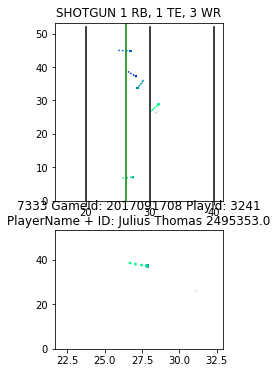 SHOTGUN 1 RB, 1 TE, 3 WR
50
40
30
20
10
0
20 30 40
7331 GameId: 2017091708 PlayId: 3241
PlayerName + ID: Julius Thomas 2495353.0
40
20
0
22.5 25.0 27.5 30.0 32.5